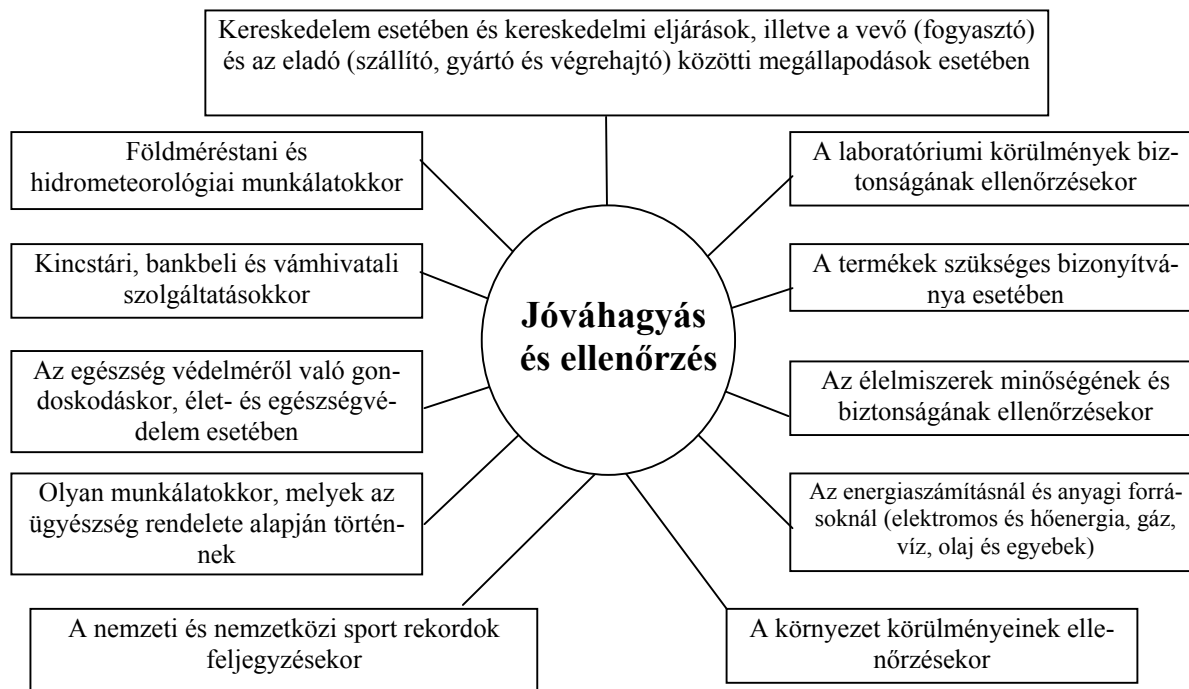 Kereskedelem esetében és kereskedelmi eljárások, illetve a vevő (fogyasztó)
és az eladó (szállító, gyártó és végrehajtó) közötti megállapodások esetében
Földméréstani és
hidrometeorológiai munkálatokkor
A laboratóriumi körülmények biz-
tonságának ellenőrzésekor
Kincstári, bankbeli és vámhivatali
szolgáltatásokkor
A termékek szükséges bizonyítvá-
nya esetében
Jóváhagyás
és ellenőrzés
Az egészség védelméről való gon-
doskodáskor, élet- és egészségvé-
delem esetében
Az élelmiszerek minőségének és
biztonságának ellenőrzésekor
Olyan munkálatokkor, melyek az
ügyészség rendelete alapján történ-
nek
Az energiaszámításnál és anyagi forrá-
soknál (elektromos és hőenergia, gáz,
víz, olaj és egyebek)
A nemzeti és nemzetközi sport rekordok
feljegyzésekor
A környezet körülményeinek elle-
nőrzésekor